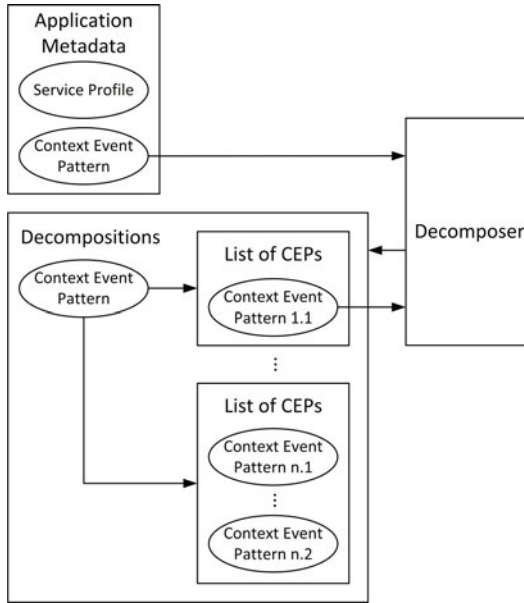 Application
Metadata
Service Profile
Context Event
Pattern
Decomposer
Decompositions
Context Event
Pattern
List of CEPs
Context Event
Pattern 1.1
...
List of CEPs
Context Event
Pattern n.1
...
Context Event
Pattern n.2